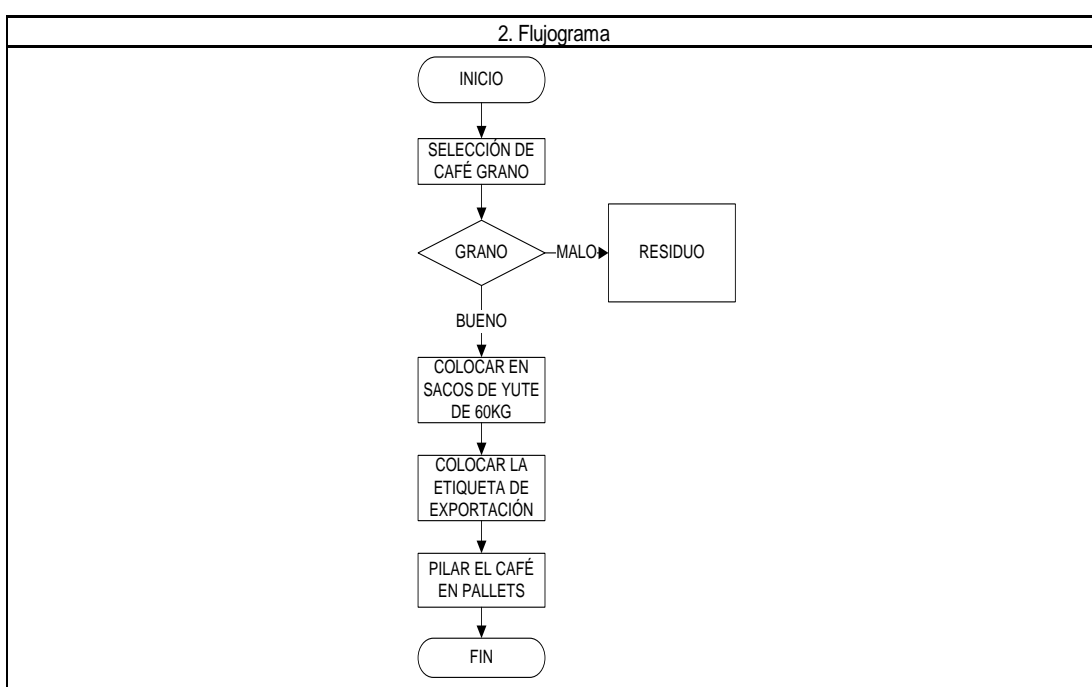 2. Flujograma
INICIO
SELECCIÓN DE
CAFÉ GRANO
GRANO
MALO
RESIDUO
BUENO
COLOCAR EN
SACOS DE YUTE
DE 60KG
COLOCAR LA
ETIQUETA DE
EXPORTACIÓN
PILAR EL CAFÉ
EN PALLETS
FIN